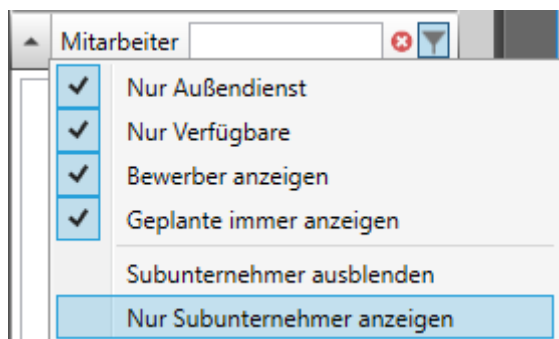 Mitarbeiter
Nur Außendienst
Nur Verfügbare
Bewerber anzeigen
Geplante immer anzeigen
Subunternehmer ausblenden
Nur Subunternehmer anzeigen